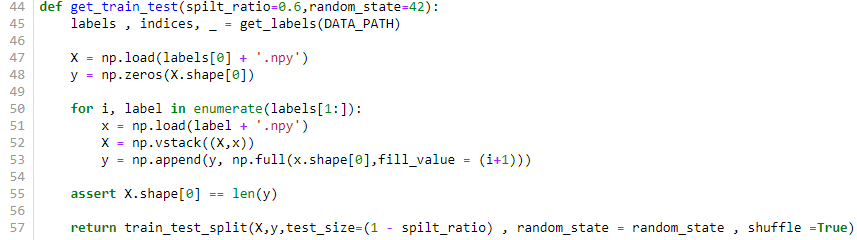 44 def get_train_test(spilt_ratio=0.6,random_state=42):
45     labels , indices, _ = get_labels(DATA_PATH)
46
47     X = np.load(labels[0] + '.npy')
48     y = np.zeros(X.shape[0])
49
50     for i, label in enumerate(labels[1:]):
51         x = np.load(label + '.npy')
52         X = np.vstack((X,x))
53         y = np.append(y, np.full(x.shape[0],fill_value = (i+1)))
54
55     assert X.shape[0] == len(y)
56
57     return train_test_split(X,y,test_size=(1 - spilt_ratio) , random_state = random_state , shuffle =True)